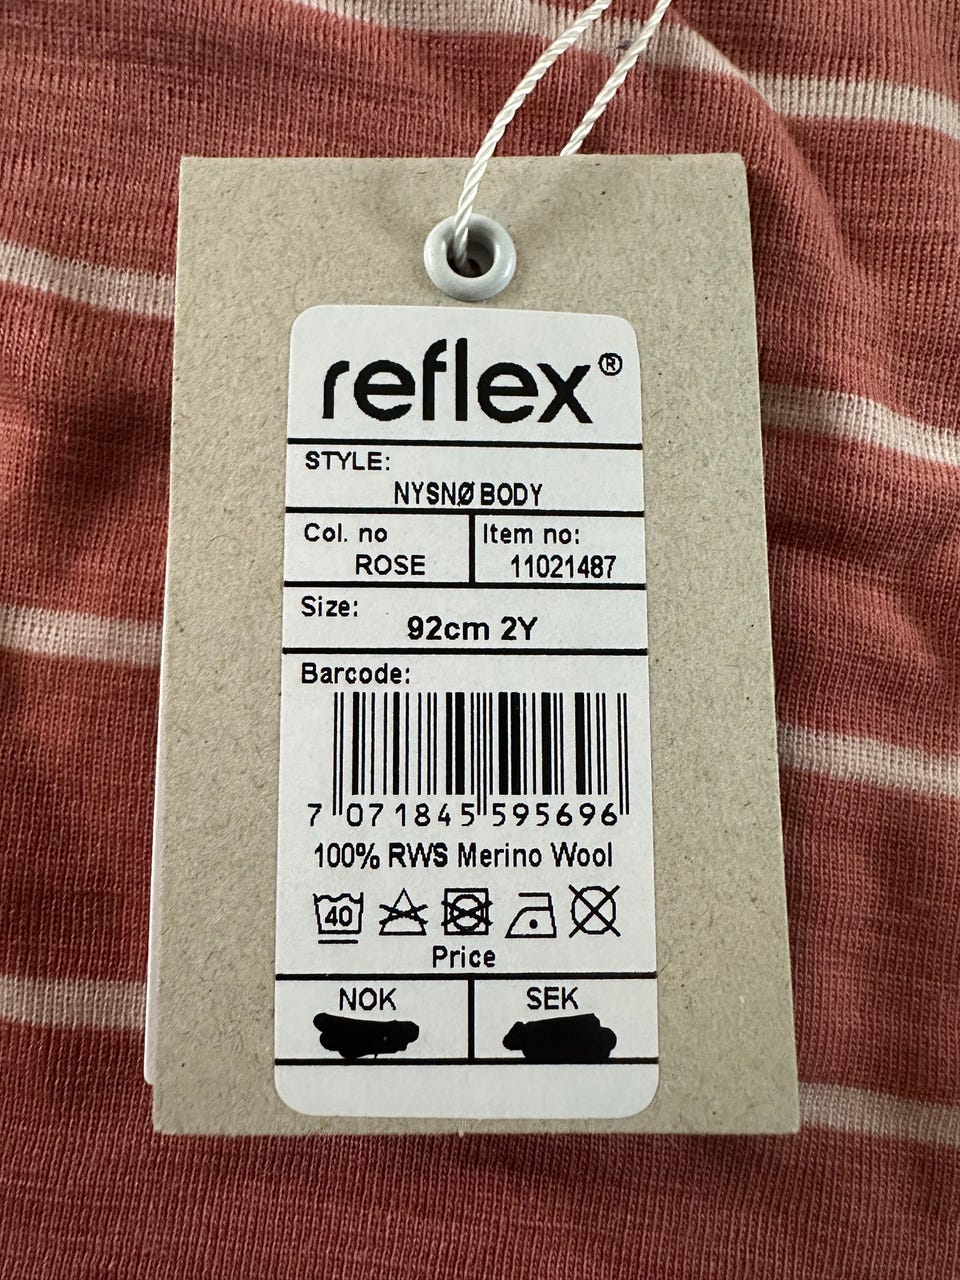 reflex®
STYLE:
NYSNØ BODY
Col. no
ROSE
Item no:
11021487
Size:
92cm 2Y
Barcode:
7 071845 595696
100% RWS Merino Wool
40
Price
NOK
SEK